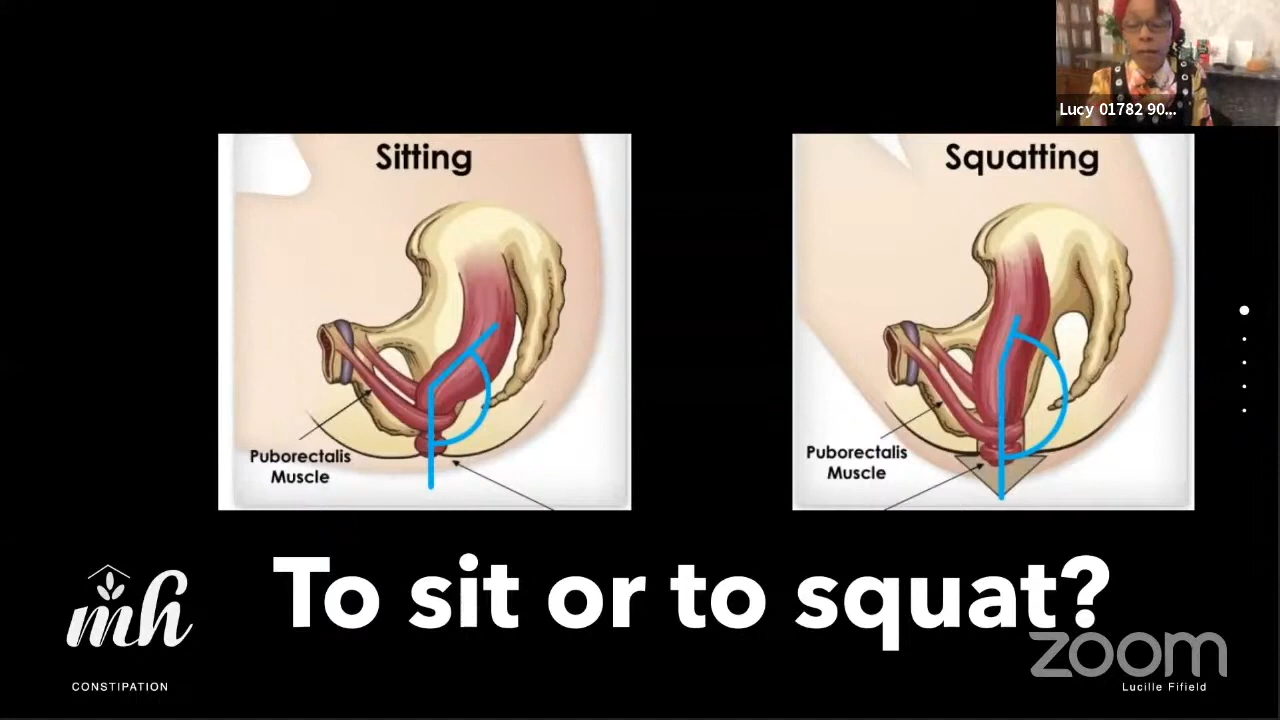 Lucy 01782 90...
Sitting
Squatting
Puborectalis
Muscle
Puborectalis
Muscle
To sit or to squat?
mh
zoom
CONSTIPATION
Lucille Fifield